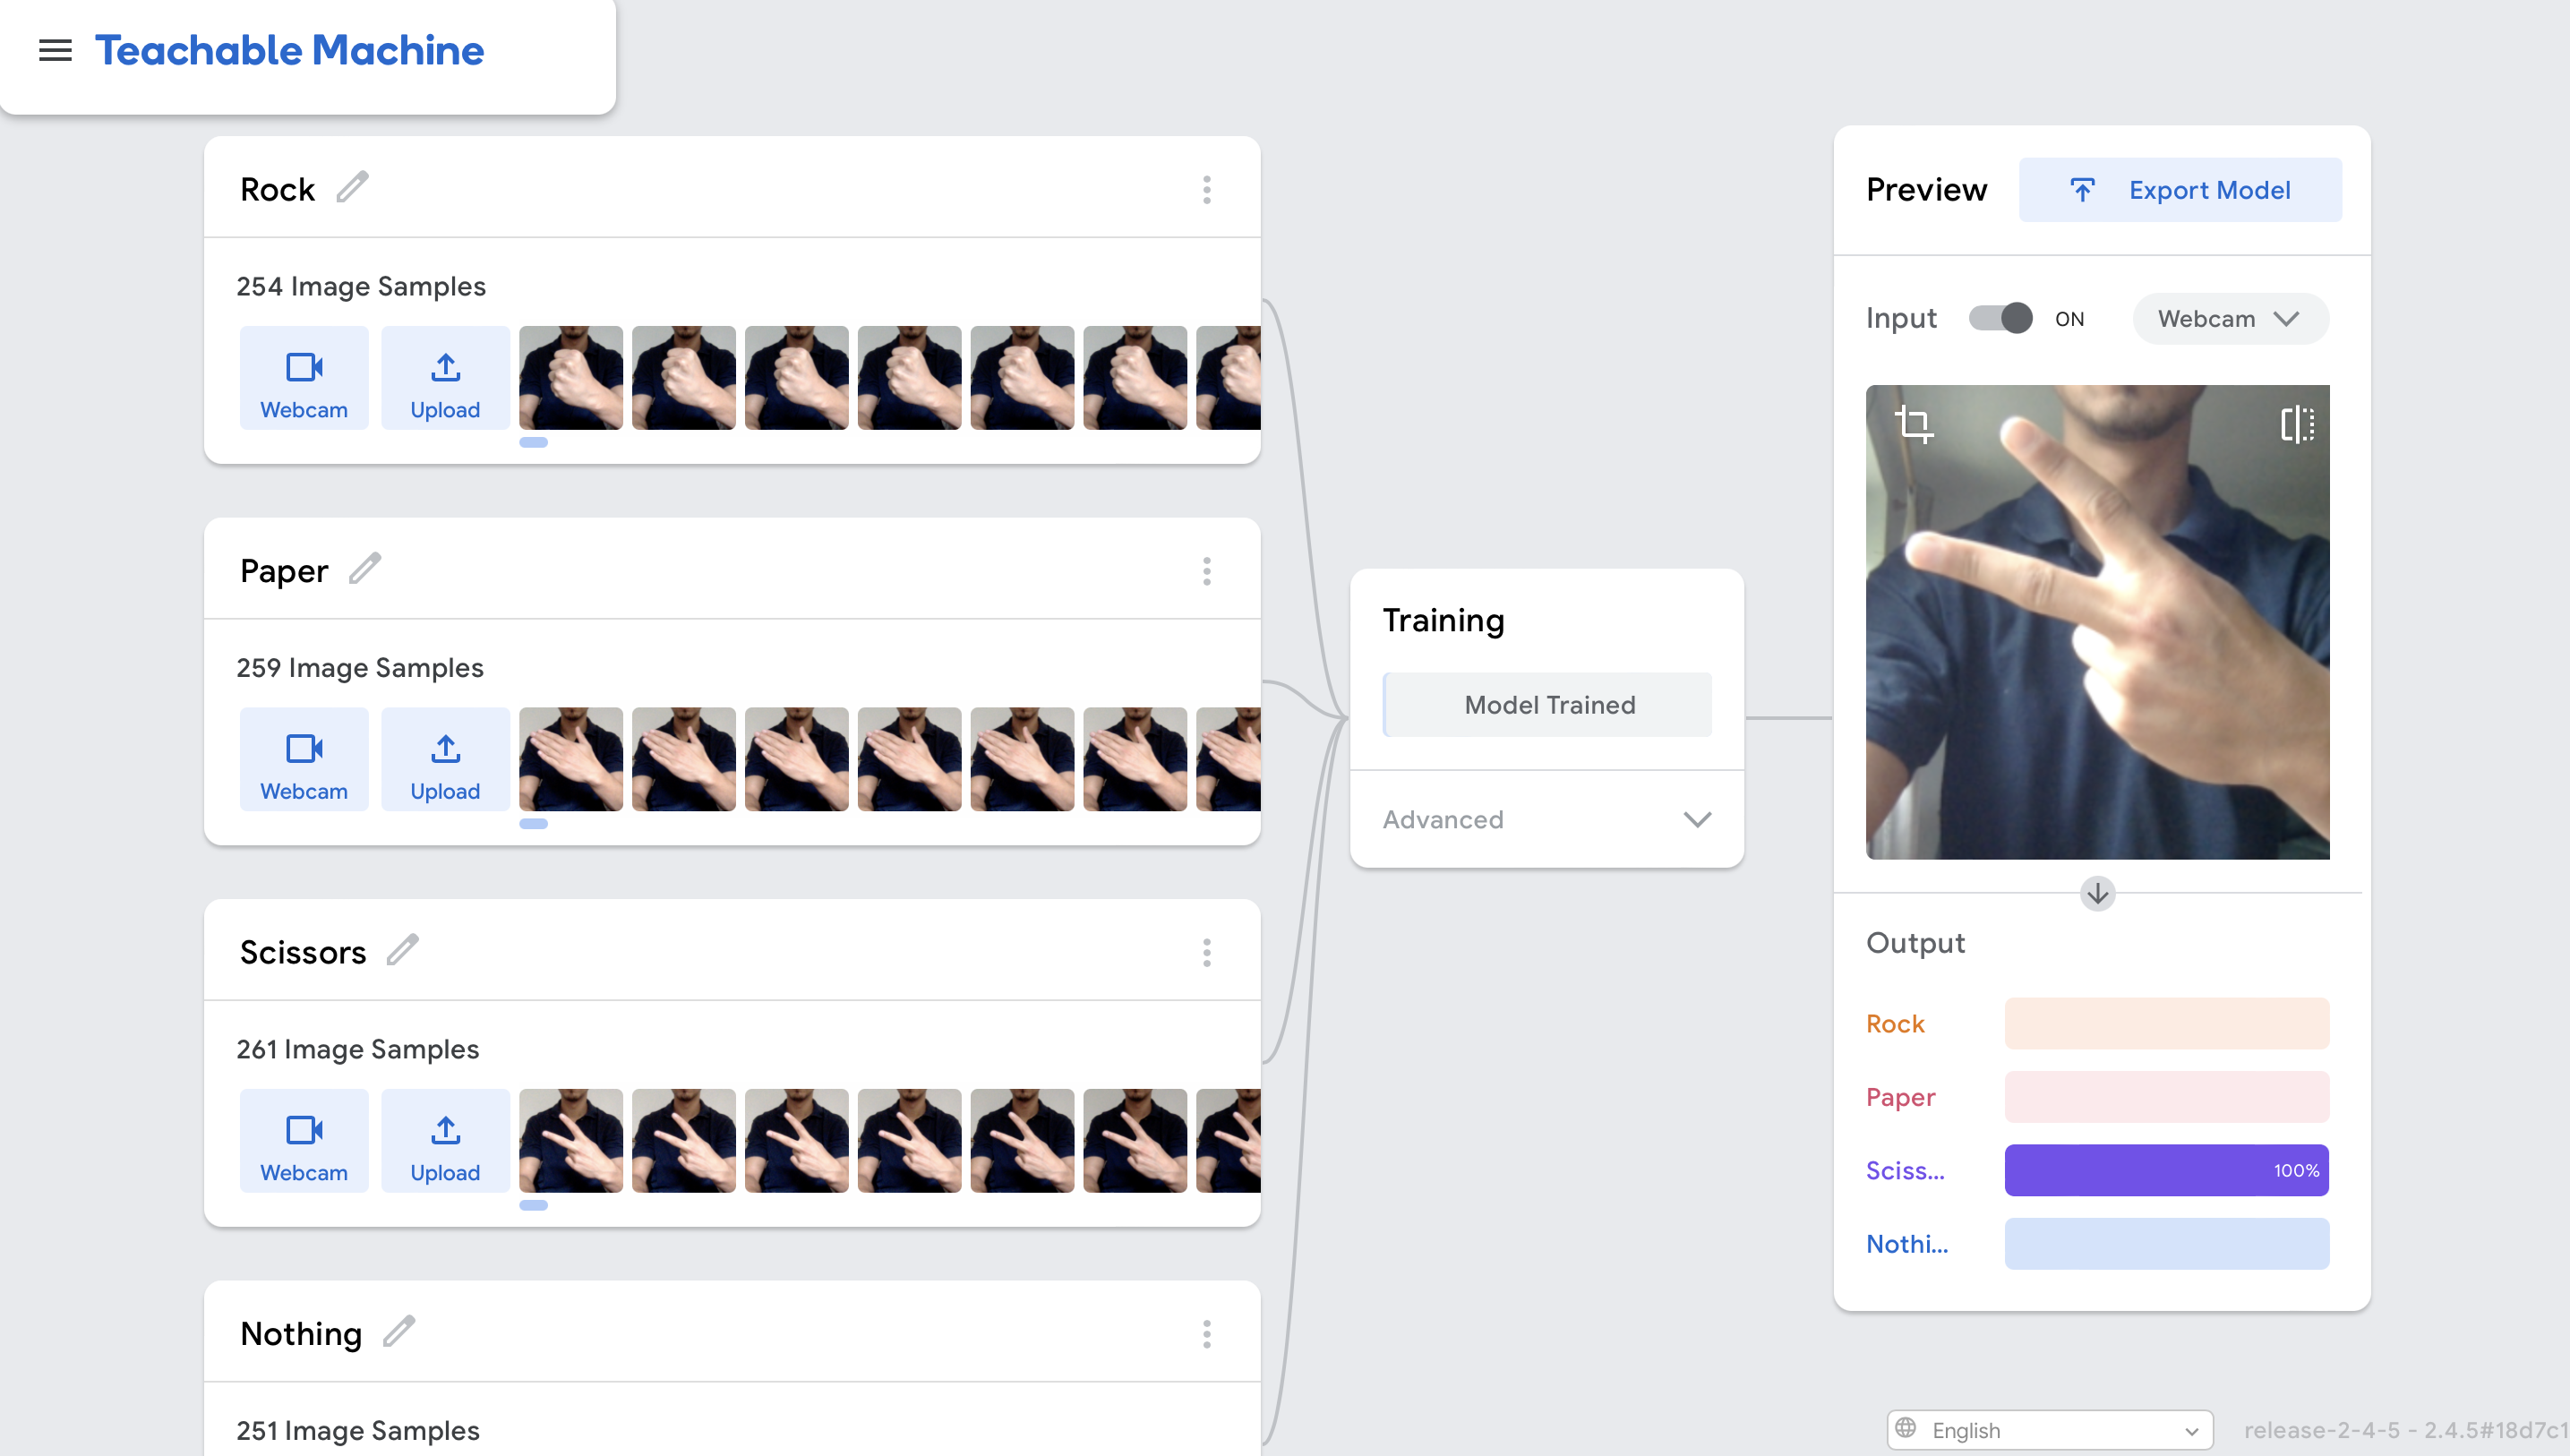 Teachable Machine
Rock
254 Image Samples
Webcam
Upload
Paper
259 Image Samples
Webcam
Upload
Scissors
261 Image Samples
Webcam
Upload
Nothing
251 Image Samples
Training
Model Trained
Advanced
Preview
Export Model
Input
ON
Webcam
Output
Rock
Paper
Sciss...
100%
Nothi...
English
release-2-4-5 - 2.4.5#18d7c1